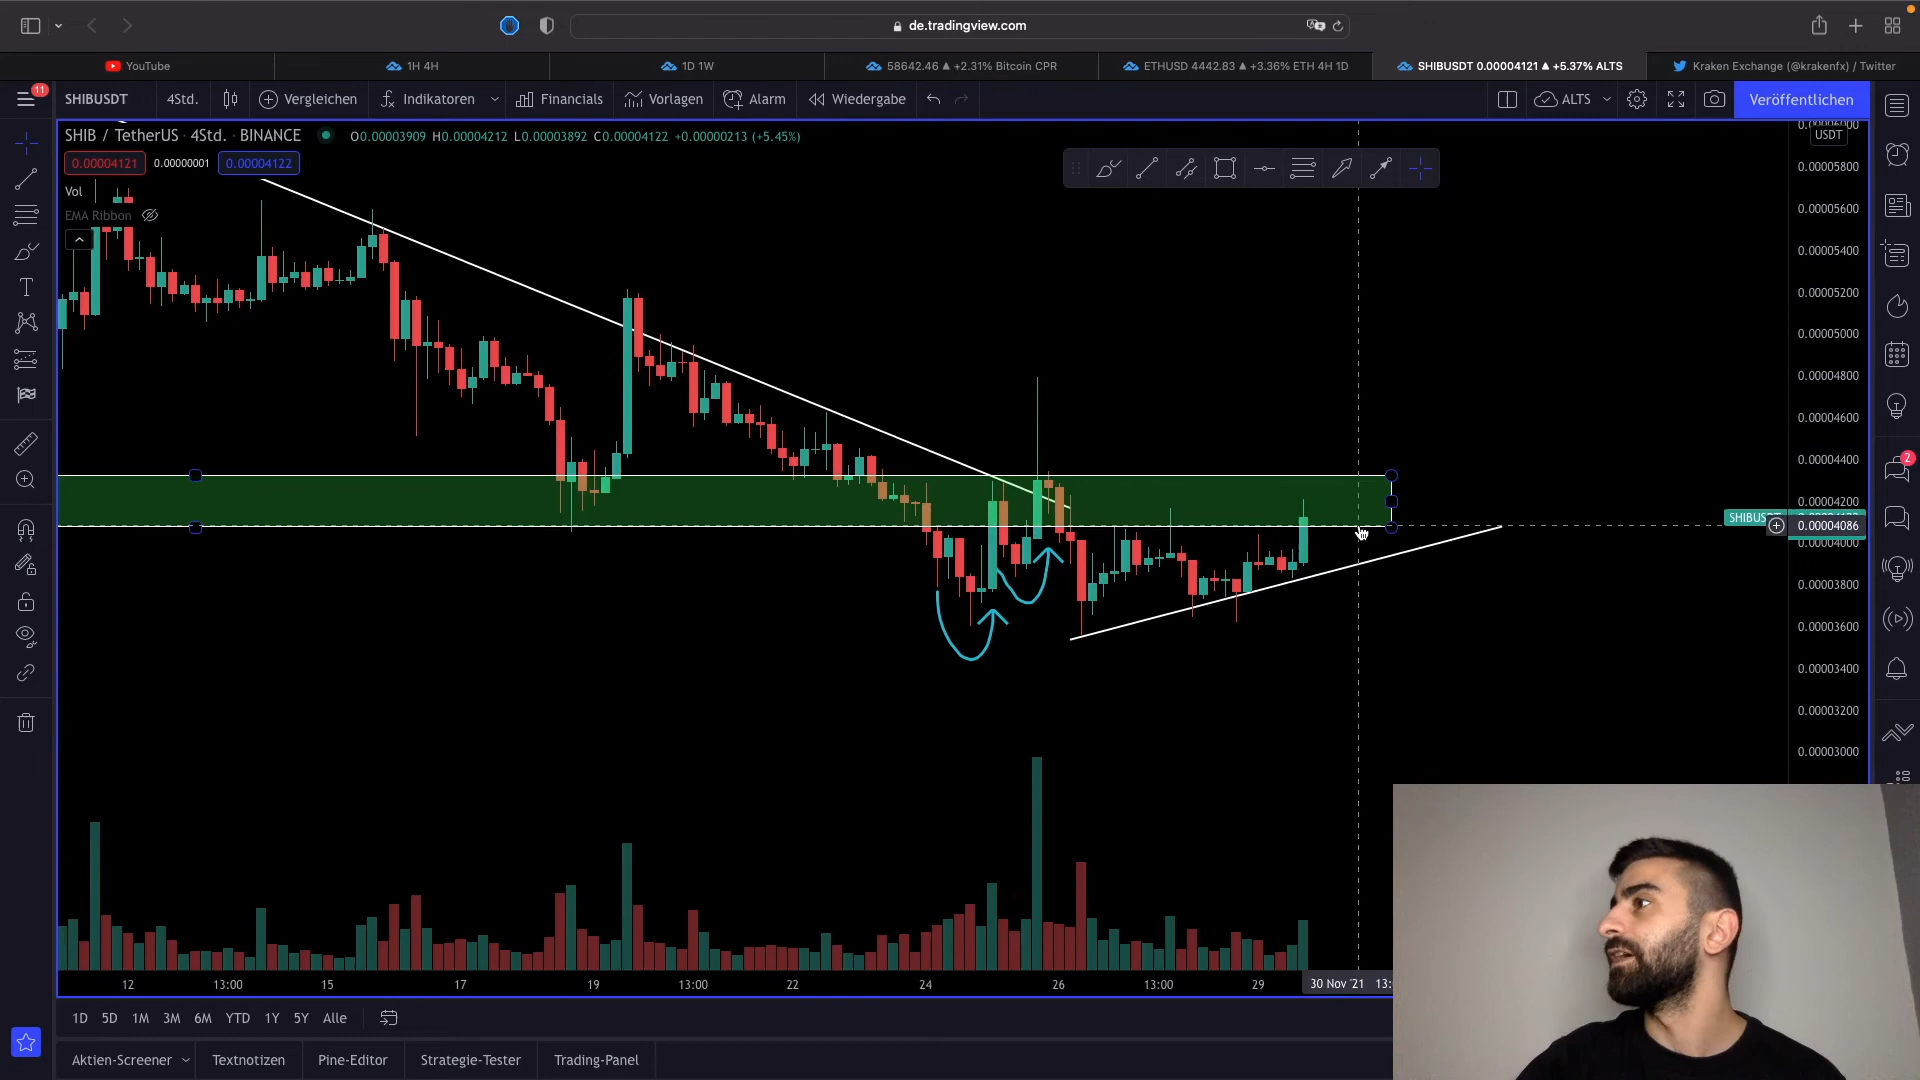 de.tradingview.com
YouTube
1H 4H
1D 1W
58642.46 ▲ +2.31% Bitcoin CPR
ETHUSD 4442.83 ▲ +3.36% ETH 4H 1D
SHIBUSDT 0.00004121 ▲ +5.37% ALTS
Kraken Exchange (@krakenfx) / Twitter
11
SHIBUSDT
4Std.
Vergleichen
Indikatoren
Financials
Vorlagen
Alarm
Wiedergabe
ALTS
Veröffentlichen
SHIB / TetherUS · 4Std. · BINANCE
O0.00003909 H0.00004212 L0.00003892 C0.00004122 +0.00000213 (+5.45%)
0.00004121
0.00000001
0.00004122
Vol
EMA Ribbon
USDT
0.00005800
0.00005600
0.00005400
0.00005200
0.00005000
0.00004800
0.00004600
0.00004400
0.00004200
SHIBUSDT
0.00004086
0.00004000
0.00003800
0.00003600
0.00003400
0.00003200
0.00003000
2
12
13:00
15
17
19
13:00
22
24
26
13:00
29
30 Nov '21
1D
5D
1M
3M
6M
YTD
1Y
5Y
Alle
Aktien-Screener
Textnotizen
Pine-Editor
Strategie-Tester
Trading-Panel